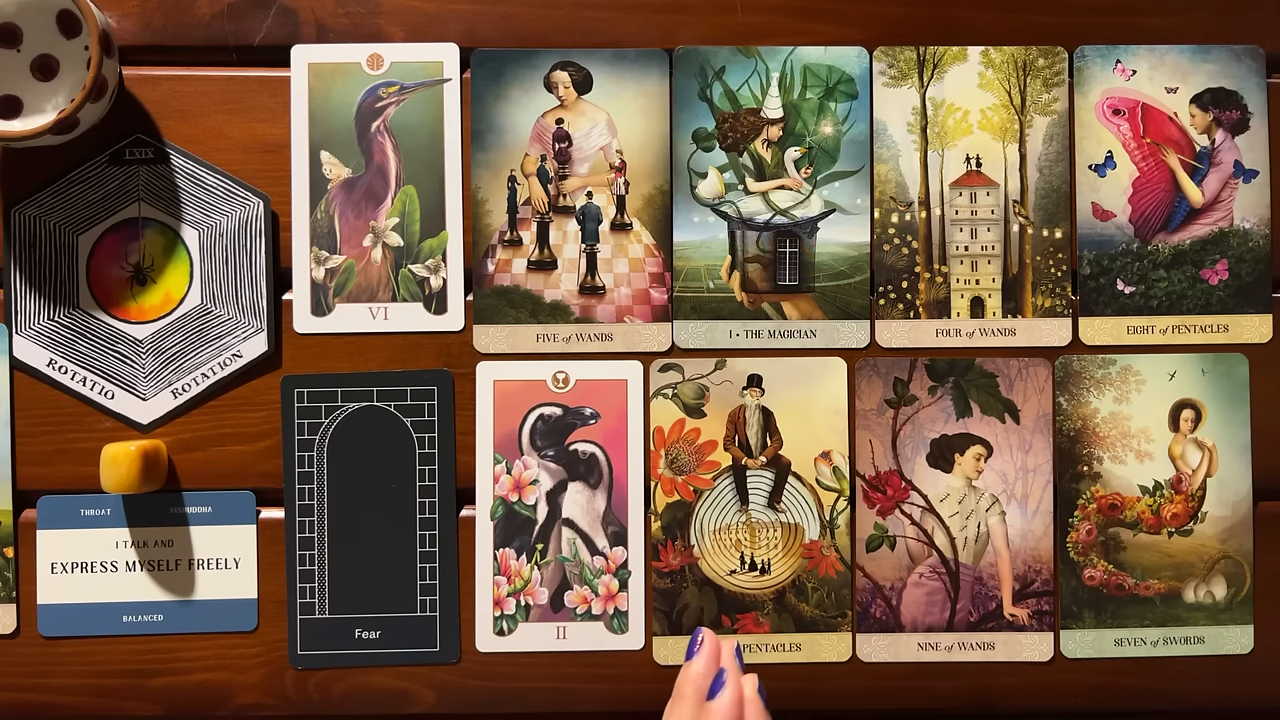 LXIX
ROTATIO
ROTATION
VI
FIVE of WANDS
I • THE MAGICIAN
FOUR of WANDS
EIGHT of PENTACLES
THROAT
VISHUDDHA
I TALK AND
EXPRESS MYSELF FREELY
BALANCED
Fear
II
PENTACLES
NINE of WANDS
SEVEN of SWORDS